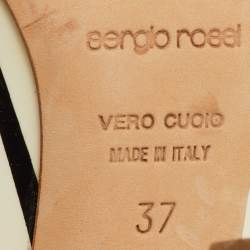 sergio rossi
VERO CUOIO
MADE IN ITALY
37